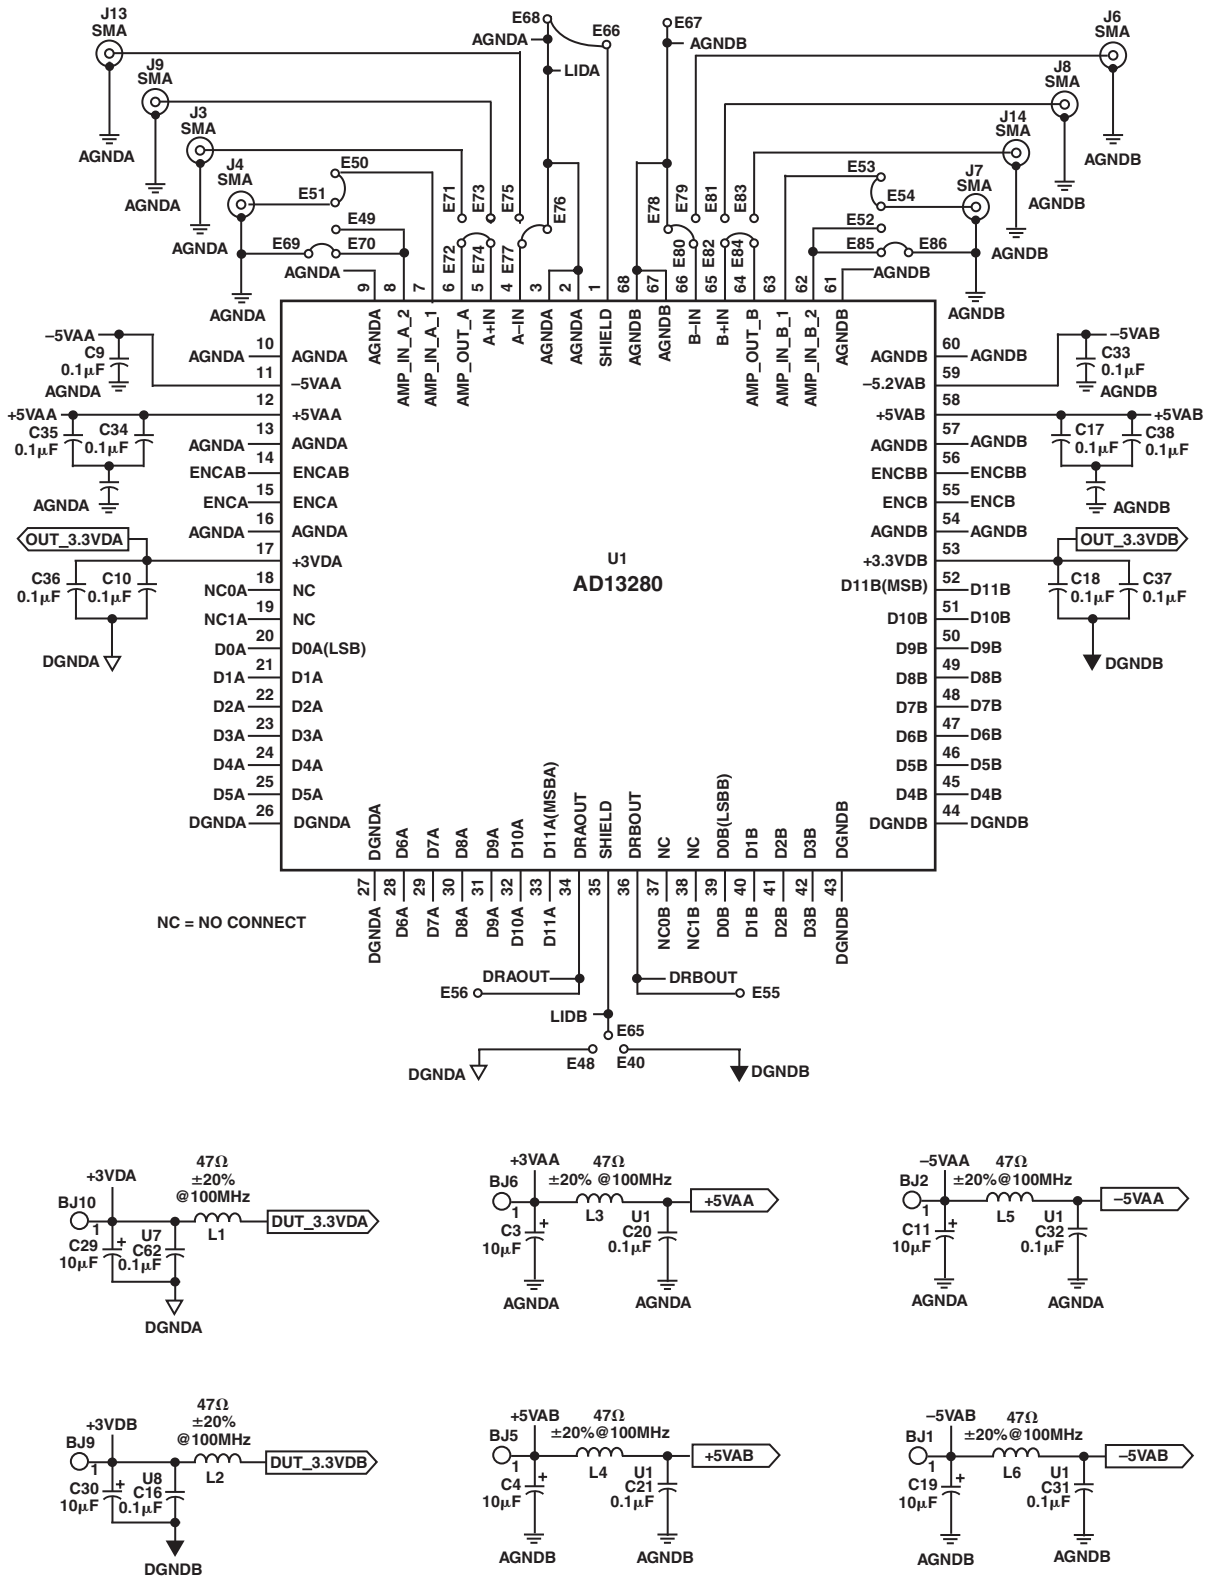 J13
SMA
J9
SMA
J3
SMA
J4
SMA
AGNDA
AGNDA
AGNDA
AGNDA
E50
E51
E49
E69
E70
AGNDA
E68
E66
AGNDA
LIDA
E71
E73
E75
E76
E72
E74
E77
E67
AGNDB
E78
E79
E81
E83
E80
E82
E84
J6
SMA
J8
SMA
J14
SMA
J7
SMA
AGNDB
AGNDB
AGNDB
AGNDB
E53
E54
E52
E85
E86
AGNDB
9
8
7
6
5
4
3
2
1
68
67
66
65
64
63
62
61
AGNDA
AMP_IN_A_2
AMP_IN_A_1
AMP_OUT_A
A+IN
A–IN
AGNDA
AGNDA
SHIELD
AGNDB
AGNDB
B–IN
B+IN
AMP_OUT_B
AMP_IN_B_1
AMP_IN_B_2
AGNDB
–5VAA
C9
0.1µF
AGNDA
+5VAA
C35
0.1µF
C34
0.1µF
AGNDA
OUT_3.3VDA
C36
0.1µF
C10
0.1µF
DGNDA
AGNDA 10 AGNDA
11 –5VAA
12 +5VAA
AGNDA 13 AGNDA
ENCAB 14 ENCAB
ENCA 15 ENCA
AGNDA 16 AGNDA
17 +3VDA
NC0A 18 NC
NC1A 19 NC
D0A 20 D0A(LSB)
D1A 21 D1A
D2A 22 D2A
D3A 23 D3A
D4A 24 D4A
D5A 25 D5A
DGNDA 26 DGNDA
U1
AD13280
AGNDB 60 AGNDB
–5.2VAB 59
+5VAB 58
AGNDB 57 AGNDB
ENCBB 56 ENCBB
ENCB 55 ENCB
AGNDB 54 AGNDB
+3.3VDB 53
D11B(MSB) 52 D11B
D10B 51 D10B
D9B 50 D9B
D8B 49 D8B
D7B 48 D7B
D6B 47 D6B
D5B 46 D5B
D4B 45 D4B
DGNDB 44 DGNDB
–5VAB
C33
0.1µF
AGNDB
+5VAB
C17
0.1µF
C38
0.1µF
AGNDB
OUT_3.3VDB
C18
0.1µF
C37
0.1µF
DGNDB
DGNDA
D6A
D7A
D8A
D9A
D10A
D11A(MSBA)
DRAOUT
SHIELD
DRBOUT
NC
NC
D0B(LSBB)
D1B
D2B
D3B
DGNDB
27
28
29
30
31
32
33
34
35
36
37
38
39
40
41
42
43
DGNDA
D6A
D7A
D8A
D9A
D10A
D11A
NC0B
NC1B
D0B
D1B
D2B
D3B
DGNDB
NC = NO CONNECT
DRAOUT
E56
DRBOUT
E55
LIDB
E65
E48
E40
DGNDA
DGNDB
+3VDA
47Ω
±20%
@100MHz
BJ10
1
L1
DUT_3.3VDA
C29
10µF
+
U7
C62
0.1µF
DGNDA
+3VAA
47Ω
±20% @100MHz
BJ6
1
L3
+5VAA
C3
10µF
+
U1
C20
0.1µF
AGNDA
AGNDA
–5VAA
47Ω
±20%@100MHz
BJ2
1
L5
–5VAA
C11
10µF
+
U1
C32
0.1µF
AGNDA
AGNDA
+3VDB
47Ω
±20%
@100MHz
BJ9
1
L2
DUT_3.3VDB
C30
10µF
+
U8
C16
0.1µF
DGNDB
+5VAB
47Ω
±20%@100MHz
BJ5
1
L4
+5VAB
C4
10µF
+
U1
C21
0.1µF
AGNDB
AGNDB
–5VAB
47Ω
±20%@100MHz
BJ1
1
L6
–5VAB
C19
10µF
+
U1
C31
0.1µF
AGNDB
AGNDB